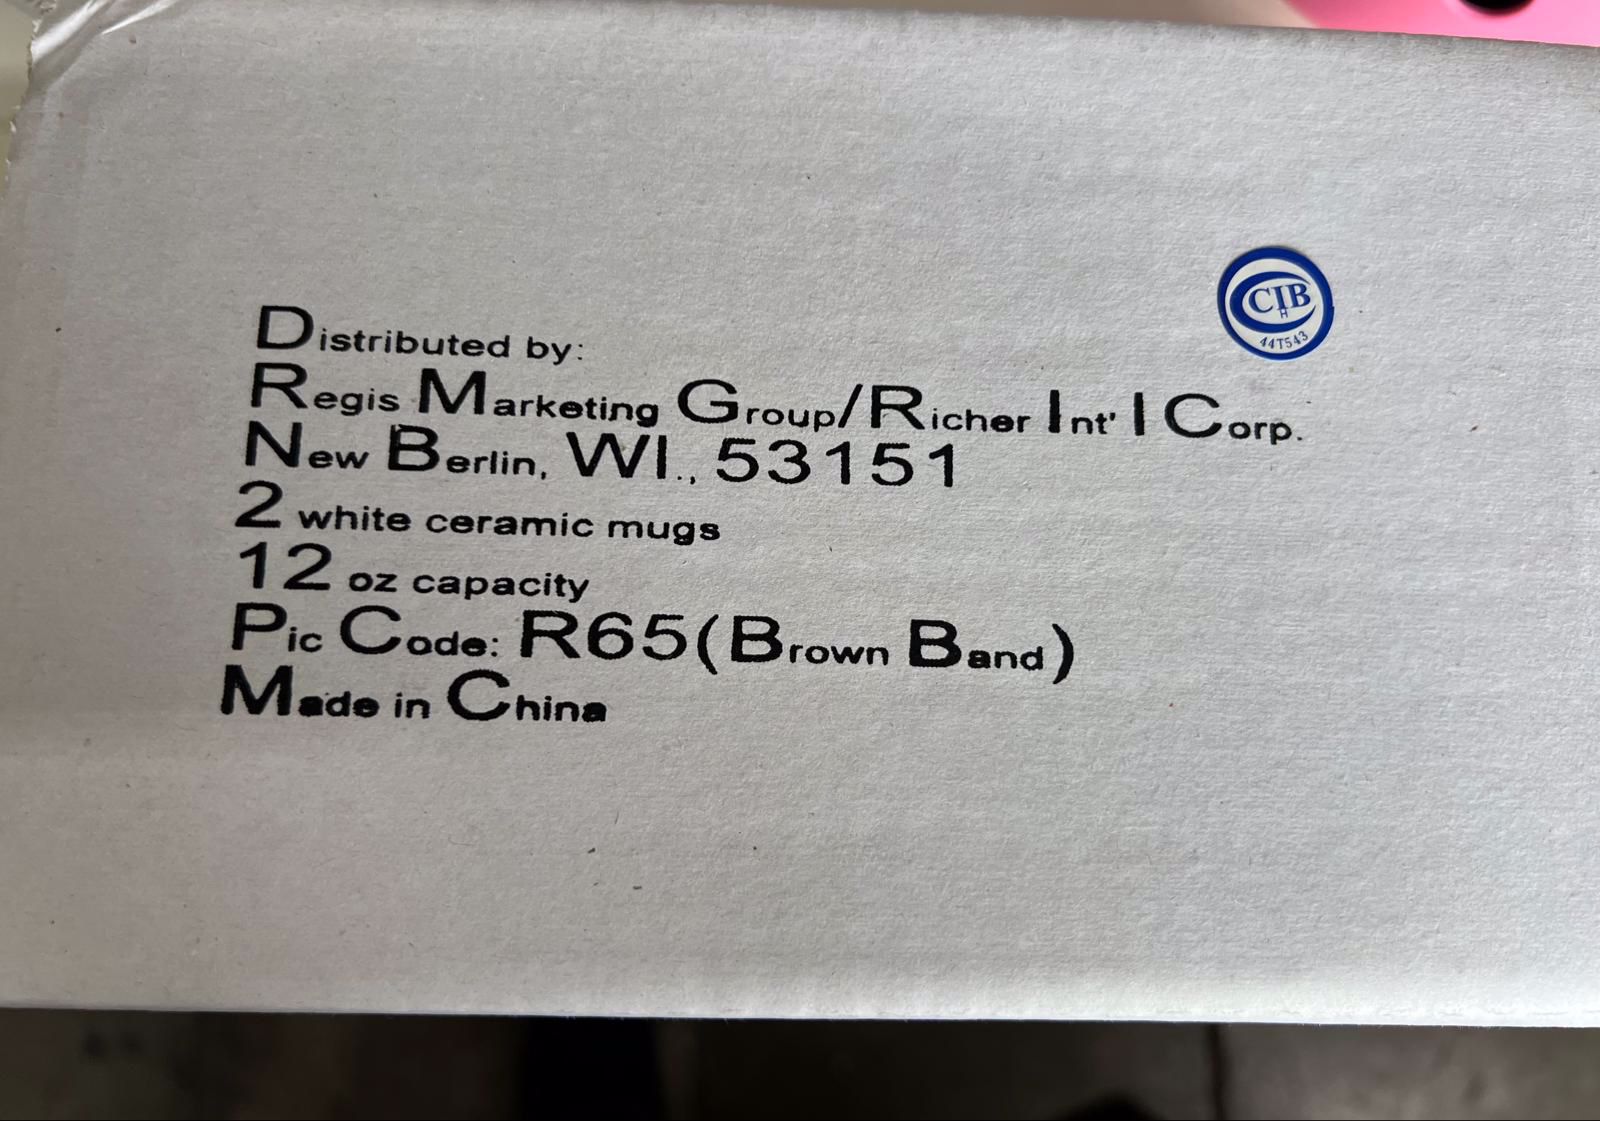 Distributed by:
Regis Marketing Group/Richer Int' l Corp.
New Berlin, WI., 53151
2 white ceramic mugs
12 oz capacity
Pic Code: R65(Brown Band)
Made in China
CIB
H
44T543